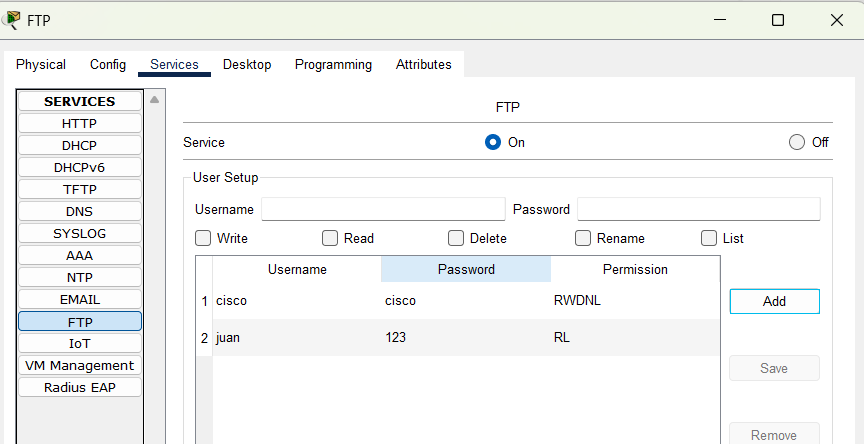 FTP
Physical Config Services Desktop Programming Attributes
SERVICES
HTTP
DHCP
DHCPv6
TFTP
DNS
SYSLOG
AAA
NTP
EMAIL
FTP
IoT
VM Management
Radius EAP
FTP
Service On Off
User Setup
Username Password
Write Read Delete Rename List
Username Password Permission
1 cisco cisco RWDNL
2 juan 123 RL
Add
Save
Remove